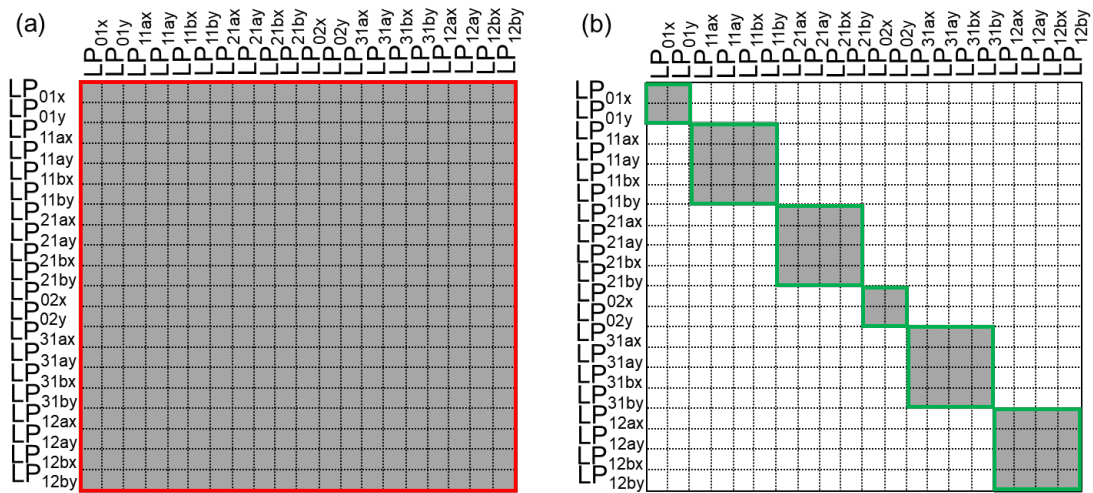 (a)
LP01x LP01y LP11ax LP11ay LP11bx LP11by LP21ax LP21ay LP21bx LP21by LP02x LP02y LP31ax LP31ay LP31bx LP31by LP12ax LP12ay LP12bx LP12by
LP01x
LP01y
LP11ax
LP11ay
LP11bx
LP11by
LP21ax
LP21ay
LP21bx
LP21by
LP02x
LP02y
LP31ax
LP31ay
LP31bx
LP31by
LP12ax
LP12ay
LP12bx
LP12by
(b)
LP01x LP01y LP11ax LP11ay LP11bx LP11by LP21ax LP21ay LP21bx LP21by LP02x LP02y LP31ax LP31ay LP31bx LP31by LP12ax LP12ay LP12bx LP12by
LP01x
LP01y
LP11ax
LP11ay
LP11bx
LP11by
LP21ax
LP21ay
LP21bx
LP21by
LP02x
LP02y
LP31ax
LP31ay
LP31bx
LP31by
LP12ax
LP12ay
LP12bx
LP12by